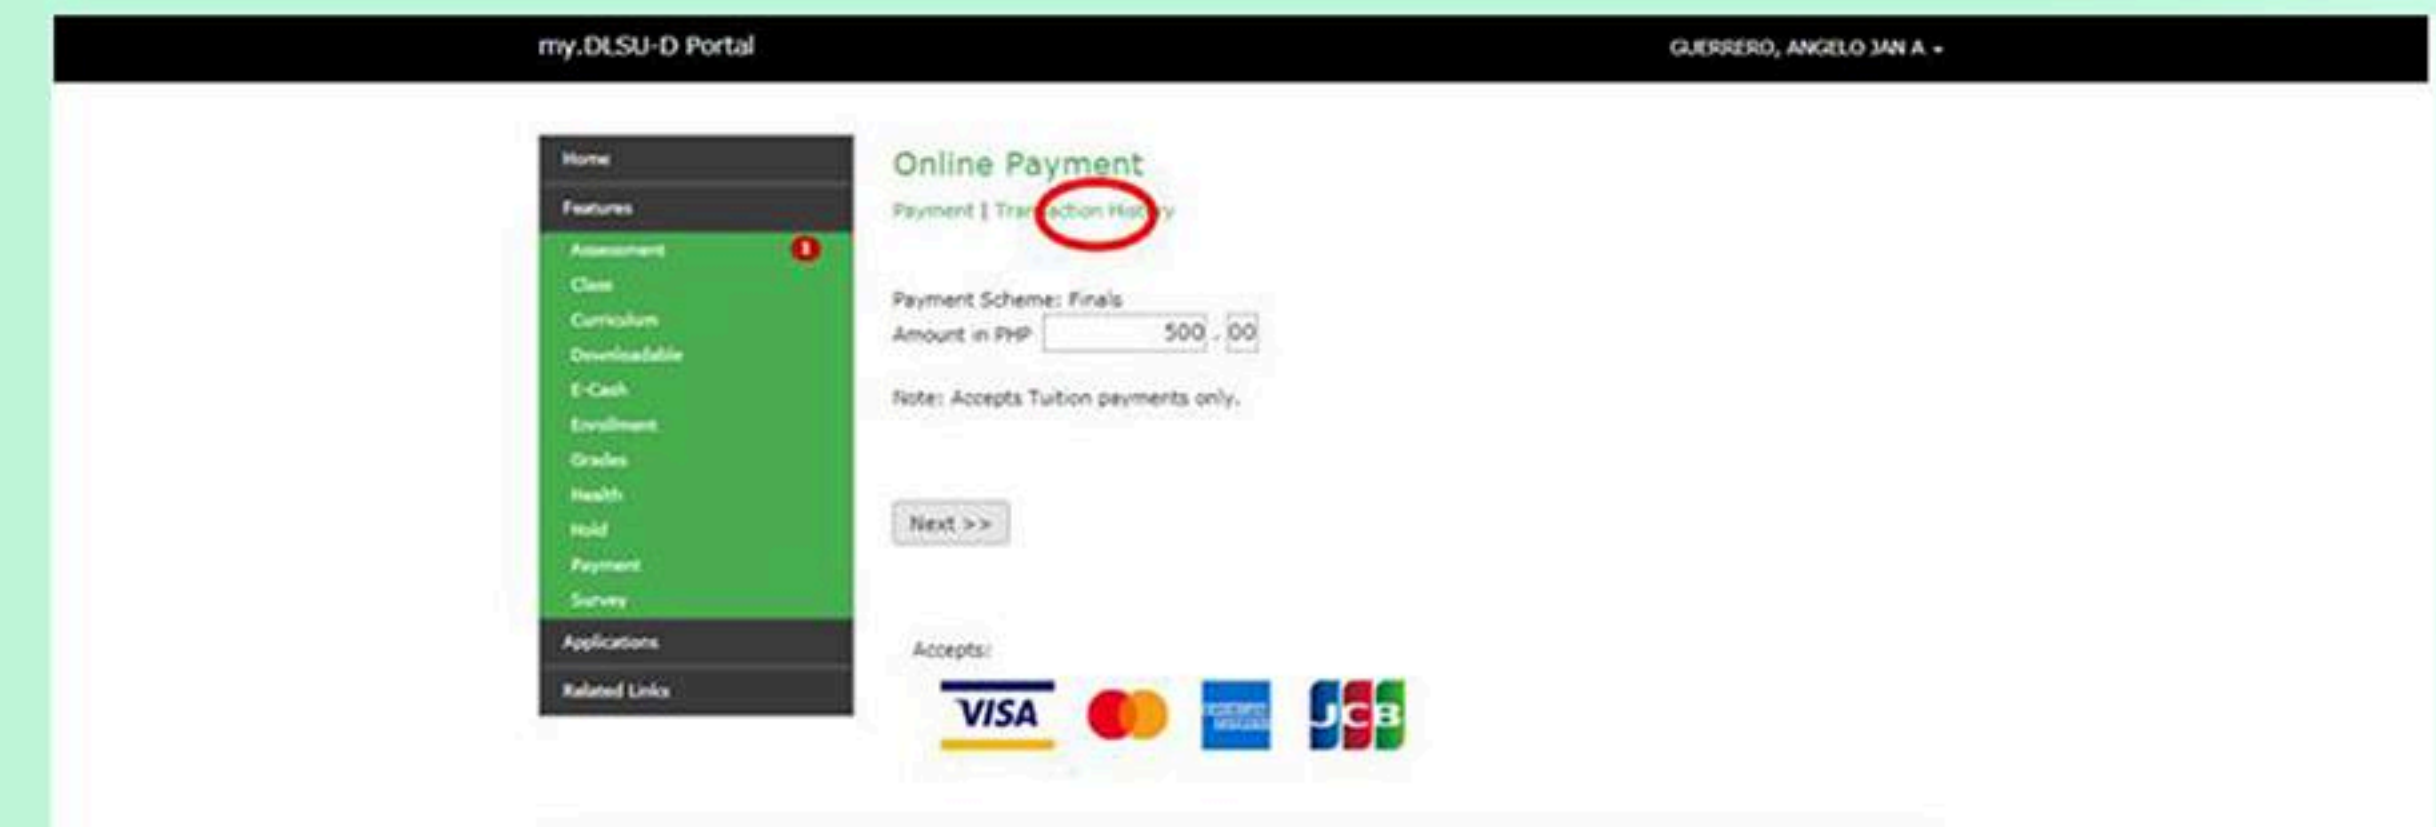 my.DLSU-D Portal
GUERRERO, ANGELO JAN A
Home
Features
Assessment
Class
Curriculum
Downloadable
E-Cash
Enrollment
Grades
Health
Hold
Payment
Survey
Applications
Related Links
Online Payment
Payment | Transaction History
Payment Scheme: Finals
Amount in PHP 500 . 00
Note: Accepts Tuition payments only.
Next >>
Accepts:
VISA
JCB